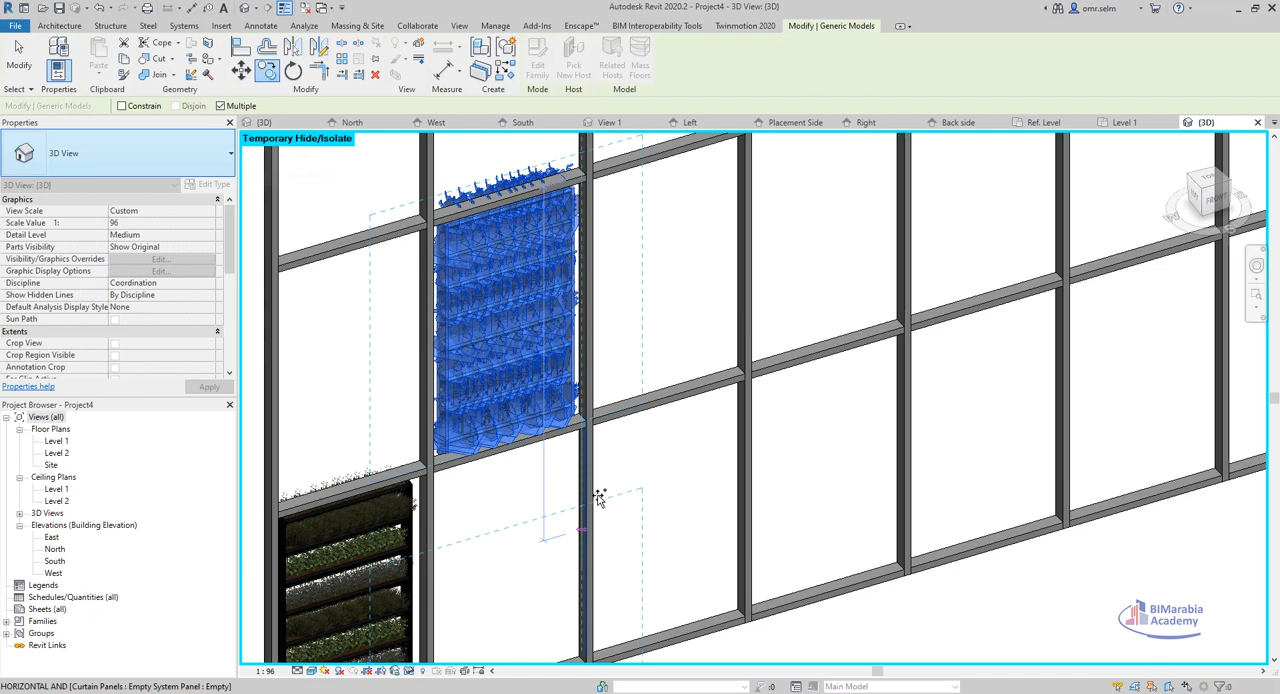 Autodesk Revit 2020.2 - Project4 - 3D View: {3D}
omr.selm
File Architecture Structure Steel Systems Insert Annotate Analyze Massing & Site Collaborate View Manage Add-Ins Enscape™ BIM Interoperability Tools Twinmotion 2020 Modify | Generic Models
Cope
Cut
Join
Modify
Paste
Edit Family
Pick New Host
Related Hosts
Mass Floors
Select Properties Clipboard Geometry Modify View Measure Create Mode Host Model
Modify | Generic Models Constrain Disjoin Multiple
Properties
{3D} North West South View 1 Left Placement Side Right Back side Ref. Level Level 1 {3D}
Temporary Hide/Isolate
3D View
3D View: {3D} Edit Type
Graphics
View Scale Custom
Scale Value 1: 96
Detail Level Medium
Parts Visibility Show Original
Visibility/Graphics Overrides Edit...
Graphic Display Options Edit...
Discipline Coordination
Show Hidden Lines By Discipline
Default Analysis Display Style None
Sun Path
Extents
Crop View
Crop Region Visible
Annotation Crop
Properties help Apply
Project Browser - Project4
Views (all)
Floor Plans
Level 1
Level 2
Site
Ceiling Plans
Level 1
Level 2
3D Views
Elevations (Building Elevation)
East
North
South
West
Legends
Schedules/Quantities (all)
Sheets (all)
Families
Groups
Revit Links
TOP
FRONT
BIMarabia
Academy
1 : 96
HORIZONTAL AND [Curtain Panels : Empty System Panel : Empty]
:0
Main Model
:0